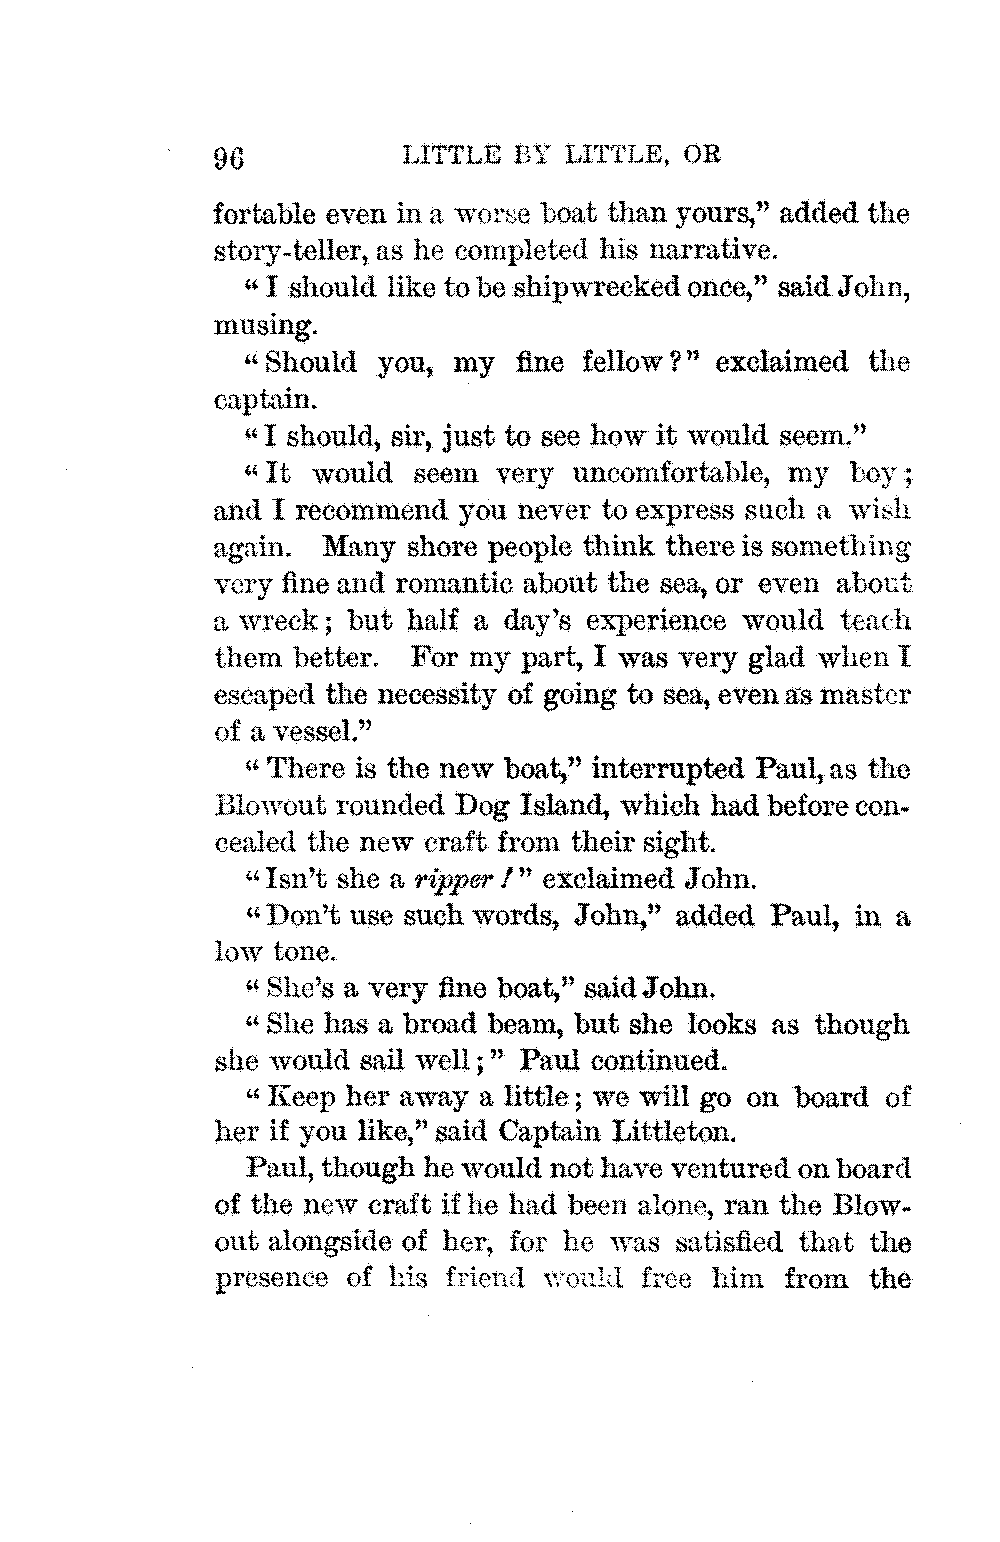 96 LITTLE BY LITTLE, OR
fortable even in a worse boat than yours,” added the
story-teller, as he completed his narrative.
“I should like to be shipwrecked once,” said John,
musing.
“Should you, my fine fellow?” exclaimed the
captain.
“I should, sir, just to see how it would seem.”
“It would seem very uncomfortable, my boy;
and I recommend you never to express such a wish
again. Many shore people think there is something
very fine and romantic about the sea, or even about
a wreck; but half a day’s experience would teach
them better. For my part, I was very glad when I
escaped the necessity of going to sea, even as master
of a vessel.”
“There is the new boat,” interrupted Paul, as the
Blowout rounded Dog Island, which had before con-
cealed the new craft from their sight.
“Isn’t she a ripper!” exclaimed John.
“Don’t use such words, John,” added Paul, in a
low tone.
“She’s a very fine boat,” said John.
“She has a broad beam, but she looks as though
she would sail well;” Paul continued.
“Keep her away a little; we will go on board of
her if you like,” said Captain Littleton.
Paul, though he would not have ventured on board
of the new craft if he had been alone, ran the Blow-
out alongside of her, for he was satisfied that the
presence of his friend would free him from the